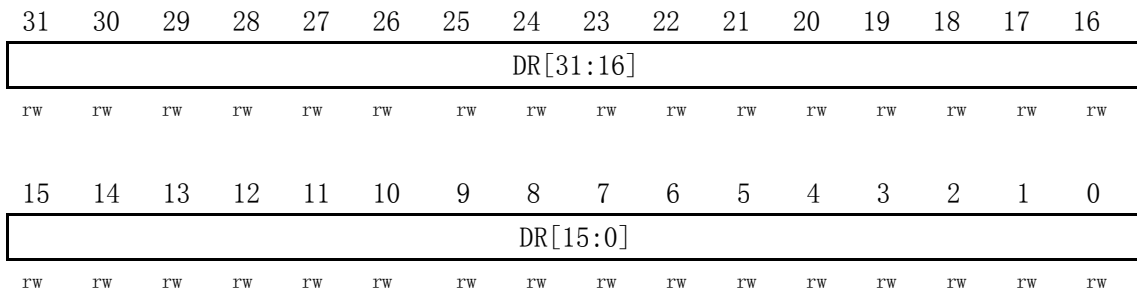 31 30 29 28 27 26 25 24 23 22 21 20 19 18 17 16
DR[31:16]
rw rw rw rw rw rw rw rw rw rw rw rw rw rw rw rw
15 14 13 12 11 10 9 8 7 6 5 4 3 2 1 0
DR[15:0]
rw rw rw rw rw rw rw rw rw rw rw rw rw rw rw rw